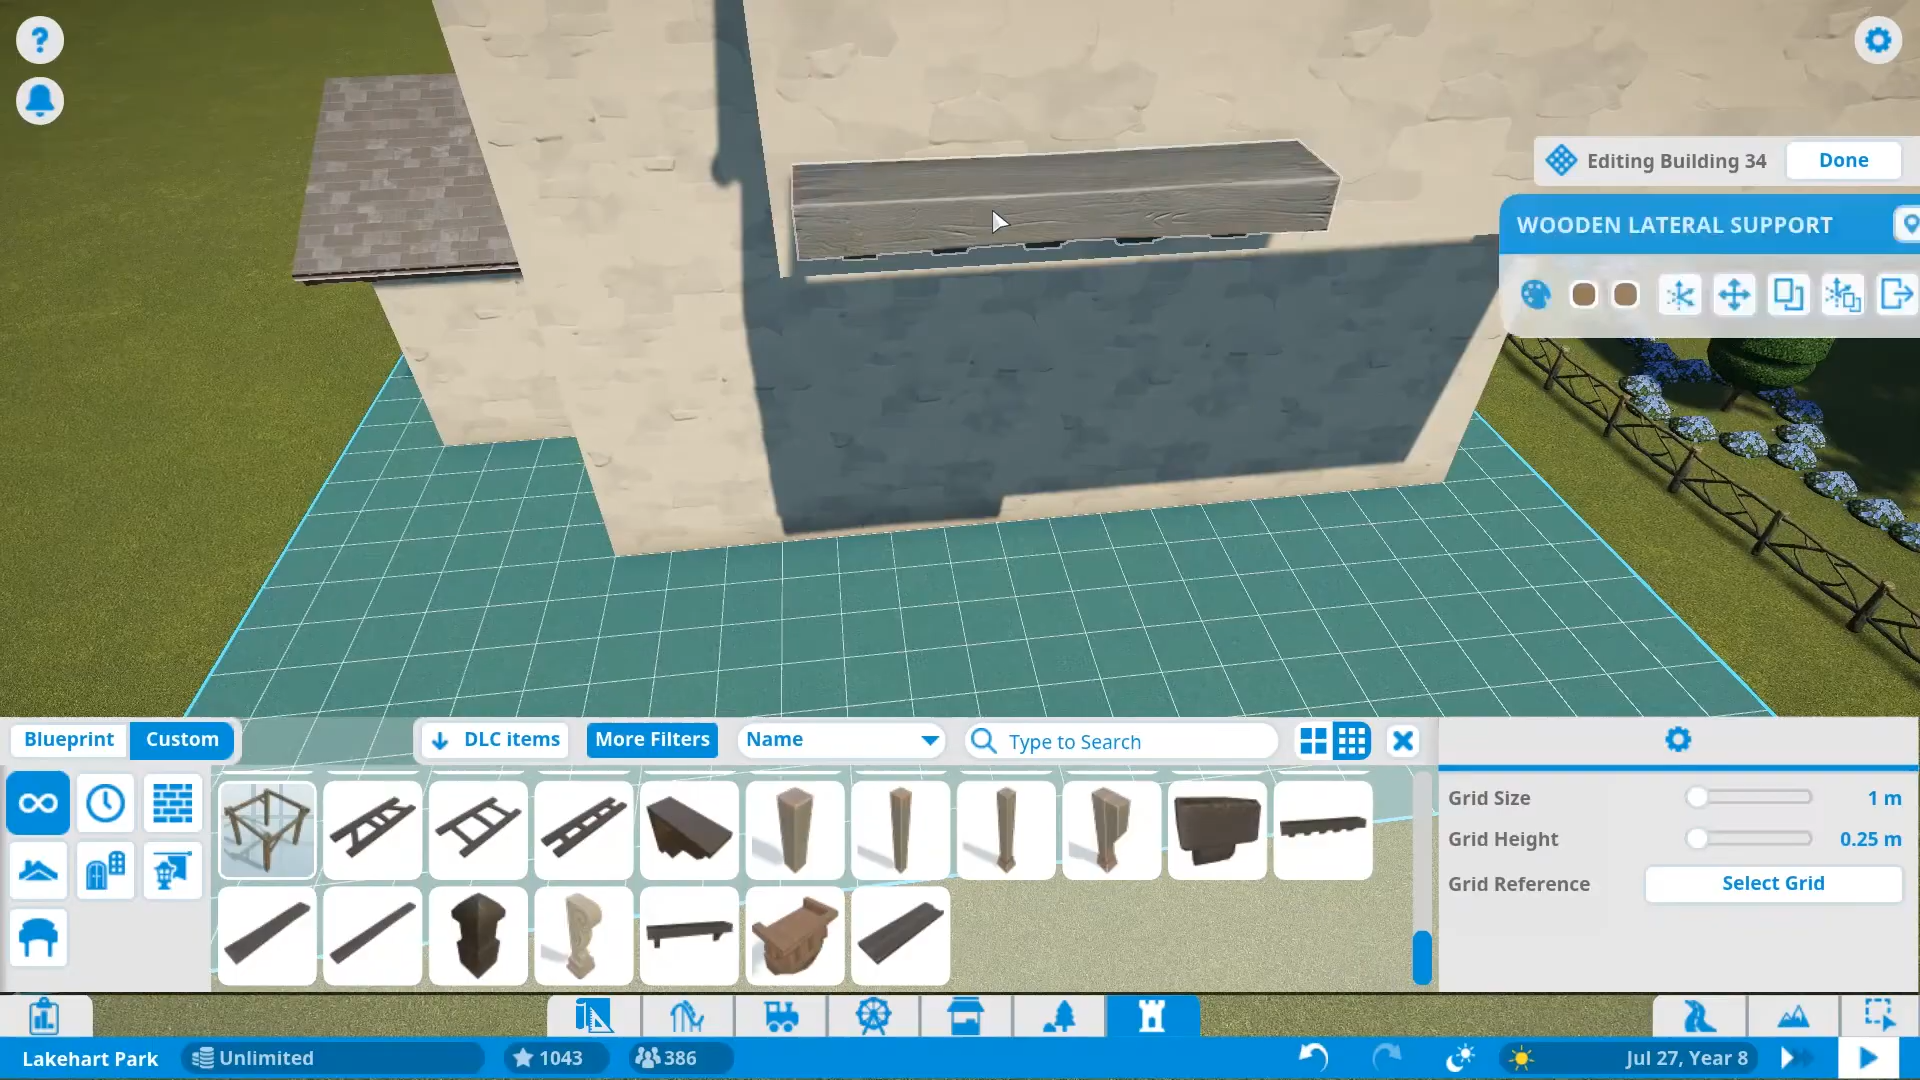 ?
Editing Building 34
Done
WOODEN LATERAL SUPPORT
Blueprint
Custom
DLC items
More Filters
Name
Type to Search
Grid Size
1 m
Grid Height
0.25 m
Grid Reference
Select Grid
Lakehart Park
Unlimited
1043
386
Jul 27, Year 8